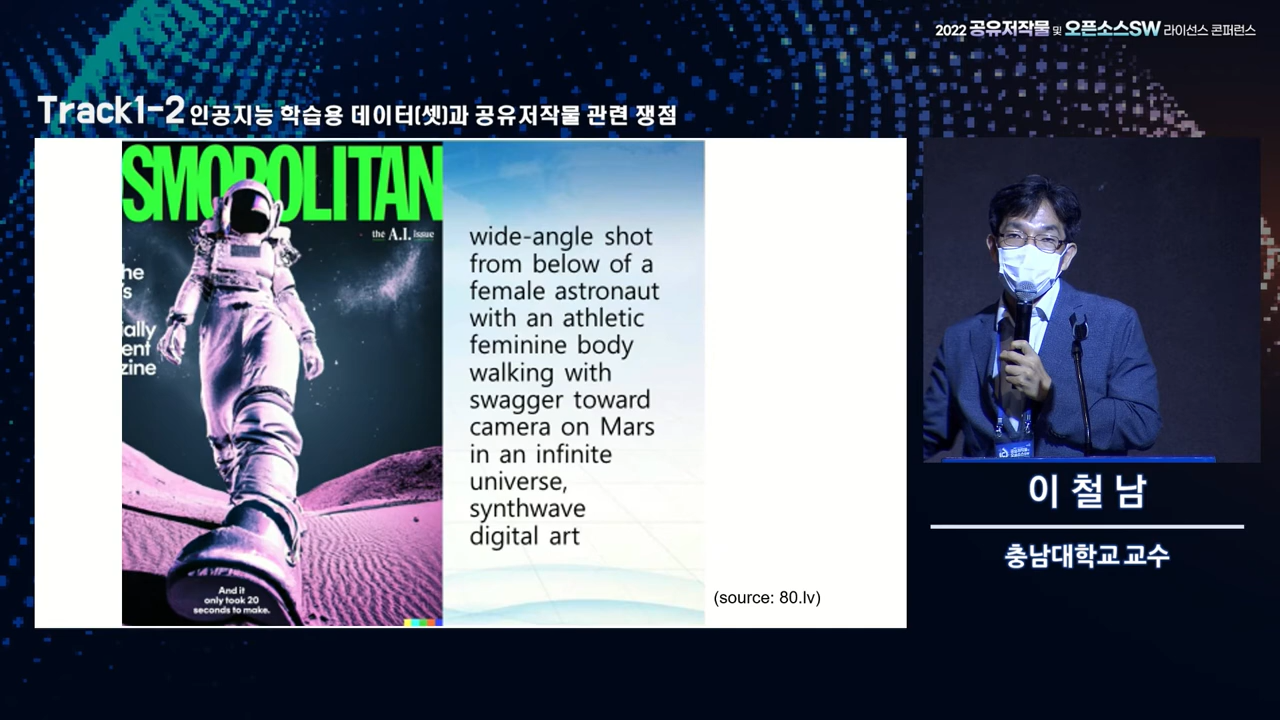 2022 공유저작물 및 오픈소스SW 라이선스 콘퍼런스
Track1-2 인공지능 학습용 데이터(셋)과 공유저작물 관련 쟁점
SMOPOLITAN
the A.I. issue
he
's
ially
ent
zine
And it
only took 20
seconds to make.
wide-angle shot
from below of a
female astronaut
with an athletic
feminine body
walking with
swagger toward
camera on Mars
in an infinite
universe,
synthwave
digital art
(source: 80.lv)
이철남
충남대학교 교수